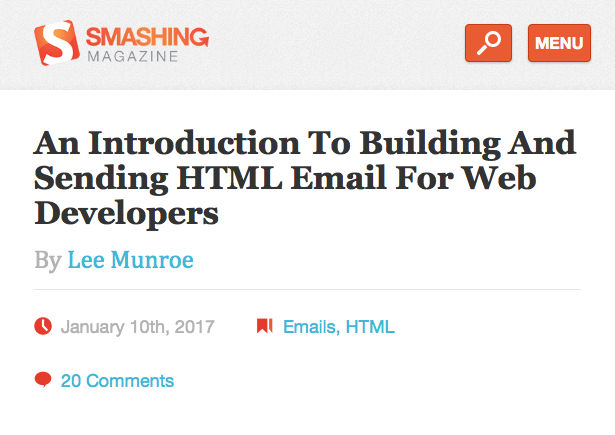 SMASHING
MAGAZINE
MENU
An Introduction To Building And
Sending HTML Email For Web
Developers
By Lee Munroe
January 10th, 2017 Emails, HTML
20 Comments